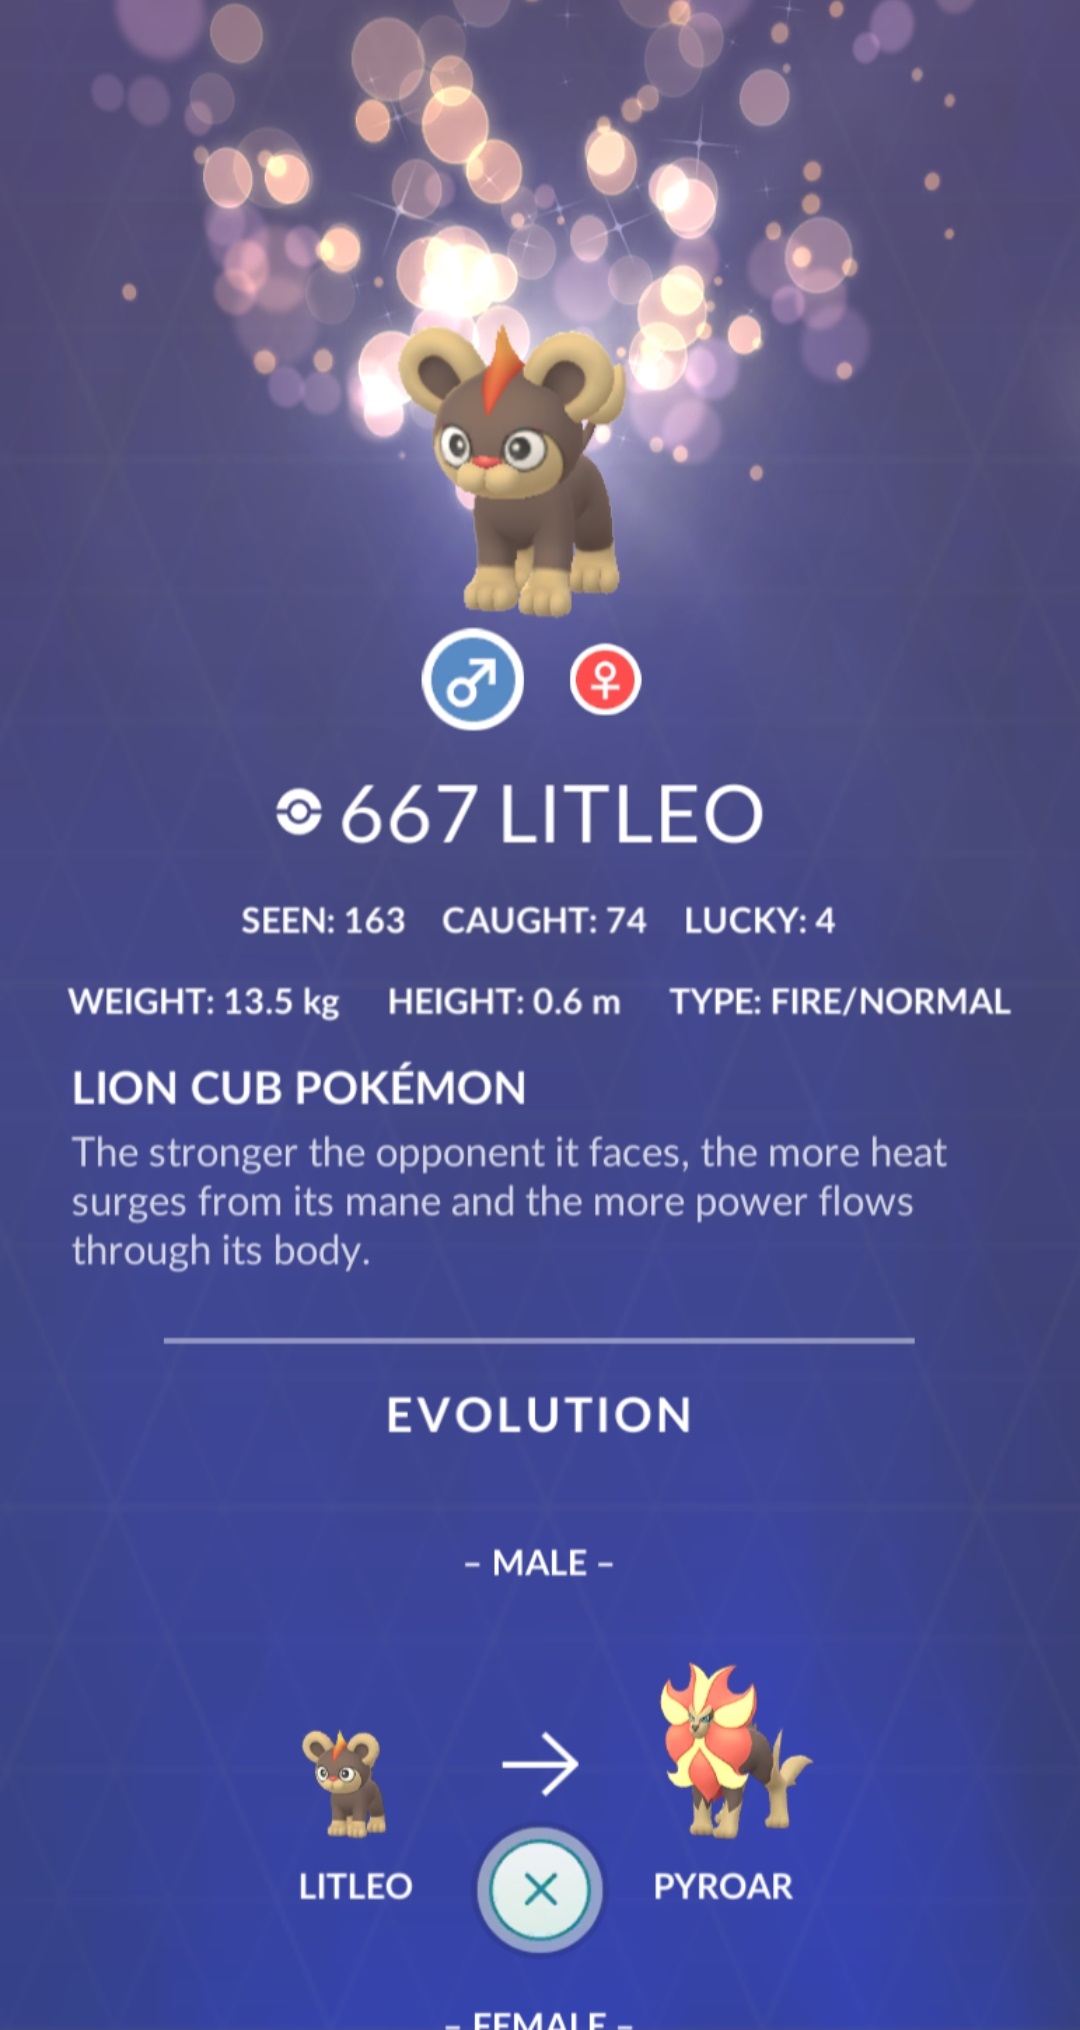 667 LITLEO
SEEN: 163 CAUGHT: 74 LUCKY: 4
WEIGHT: 13.5 kg HEIGHT: 0.6 m TYPE: FIRE/NORMAL
LION CUB POKÉMON
The stronger the opponent it faces, the more heat
surges from its mane and the more power flows
through its body.
EVOLUTION
– MALE –
LITLEO PYROAR
– FEMALE –